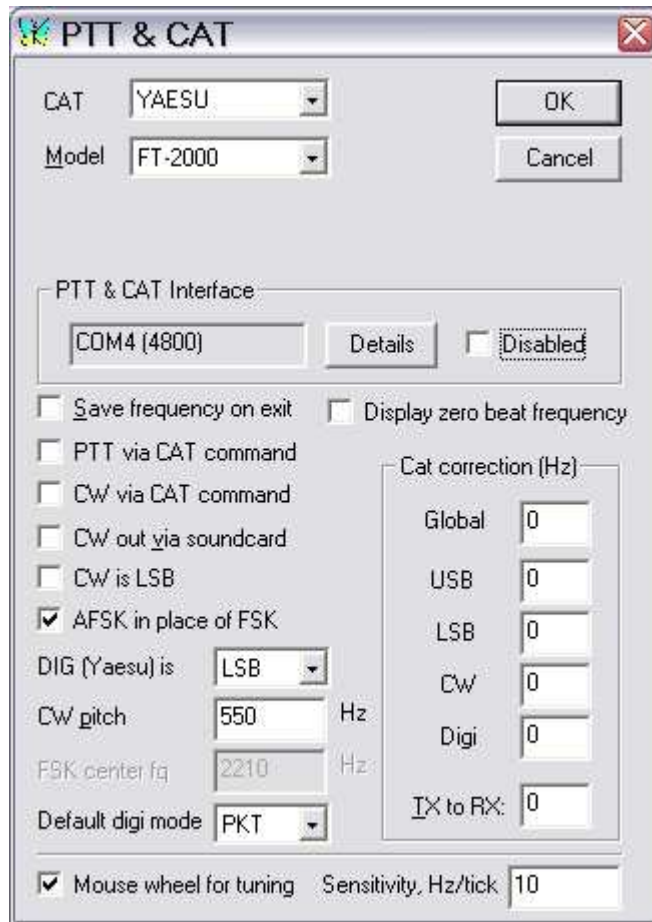 PTT & CAT
CAT YAESU OK
Model FT-2000 Cancel
PTT & CAT Interface
COM4 (4800) Details Disabled
Save frequency on exit Display zero beat frequency
PTT via CAT command
CW via CAT command
CW out via soundcard
CW is LSB
AFSK in place of FSK
DIG (Yaesu) is LSB
CW pitch 550 Hz
FSK center fq 2210 Hz
Default digi mode PKT
Cat correction (Hz)
Global 0
USB 0
LSB 0
CW 0
Digi 0
TX to RX: 0
Mouse wheel for tuning Sensitivity, Hz/tick 10